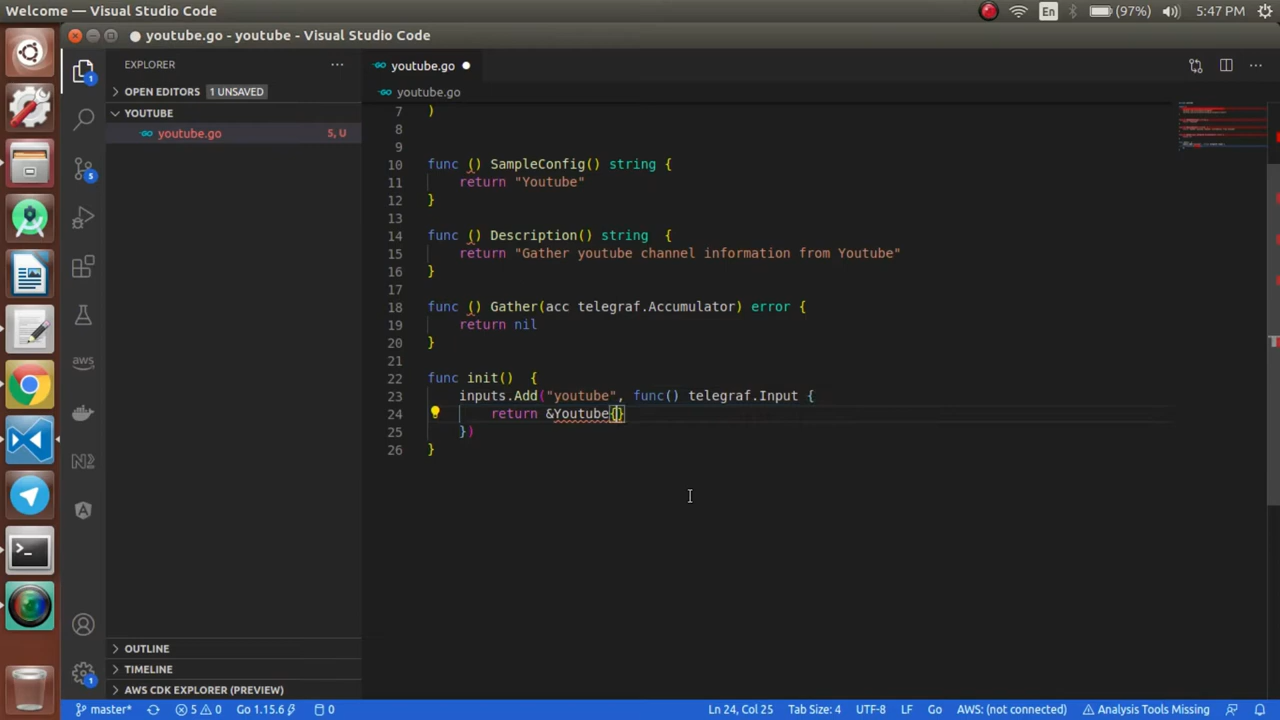 Welcome — Visual Studio Code
En
(97%)
5:47 PM
youtube.go - youtube - Visual Studio Code
EXPLORER
OPEN EDITORS 1 UNSAVED
YOUTUBE
youtube.go 5, U
OUTLINE
TIMELINE
AWS CDK EXPLORER (PREVIEW)
1
5
aws
1
youtube.go
youtube.go
7 )
8
9
10 func () SampleConfig() string {
11 return "Youtube"
12 }
13
14 func () Description() string  {
15 return "Gather youtube channel information from Youtube"
16 }
17
18 func () Gather(acc telegraf.Accumulator) error {
19 return nil
20 }
21
22 func init()  {
23 inputs.Add("youtube", func() telegraf.Input {
24 return &Youtube{}
25 })
26 }
master* 5 0 Go 1.15.6 0 Ln 24, Col 25 Tab Size: 4 UTF-8 LF Go AWS: (not connected) Analysis Tools Missing